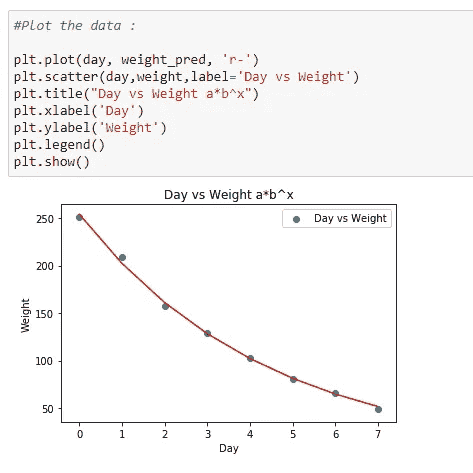 #Plot the data :
plt.plot(day, weight_pred, 'r-')
plt.scatter(day,weight,label='Day vs Weight')
plt.title("Day vs Weight a*b^x")
plt.xlabel('Day')
plt.ylabel('Weight')
plt.legend()
plt.show()
Day vs Weight a*b^x
Day vs Weight
250
200
150
100
50
Weight
0 1 2 3 4 5 6 7
Day